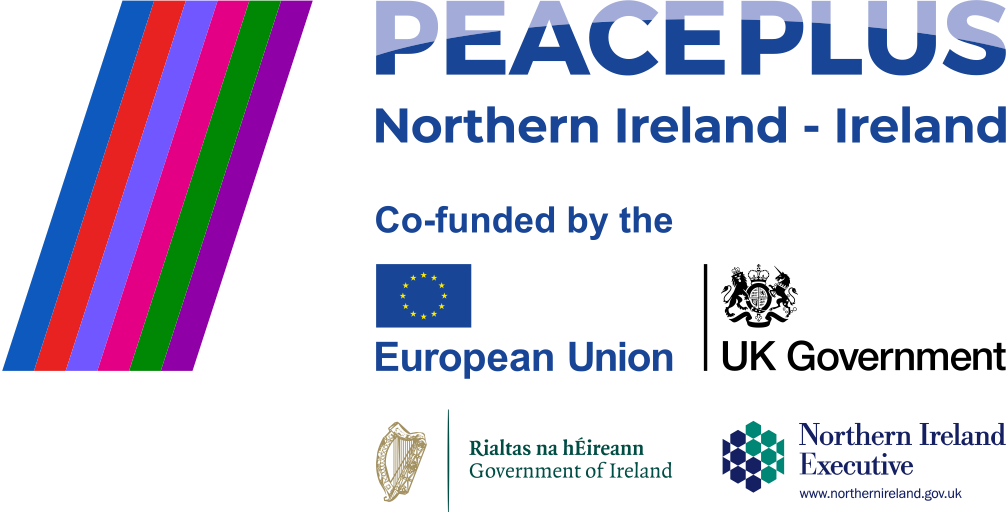 PEACEPLUS
Northern Ireland - Ireland
Co-funded by the
European Union
UK Government
Rialtas na hÉireann
Government of Ireland
Northern Ireland
Executive
www.northernireland.gov.uk